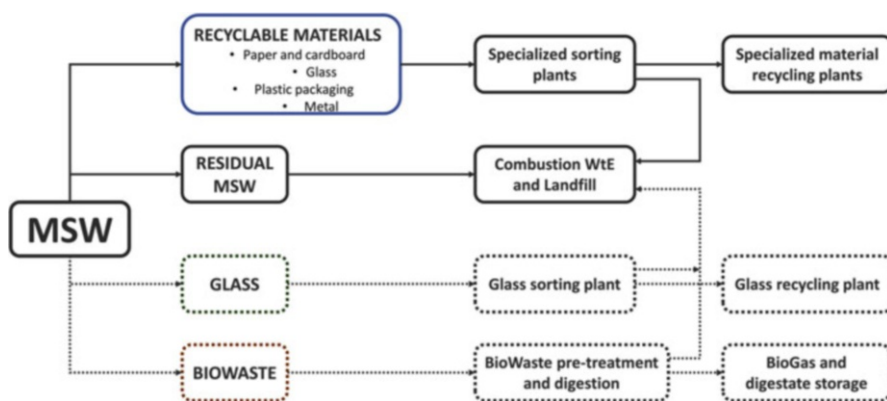 RECYCLABLE MATERIALS
• Paper and cardboard
• Glass
• Plastic packaging
• Metal
Specialized sorting
plants
Specialized material
recycling plants
RESIDUAL
MSW
Combustion WtE
and Landfill
MSW
GLASS
Glass sorting plant
Glass recycling plant
BIOWASTE
BioWaste pre-treatment
and digestion
BioGas and
digestate storage